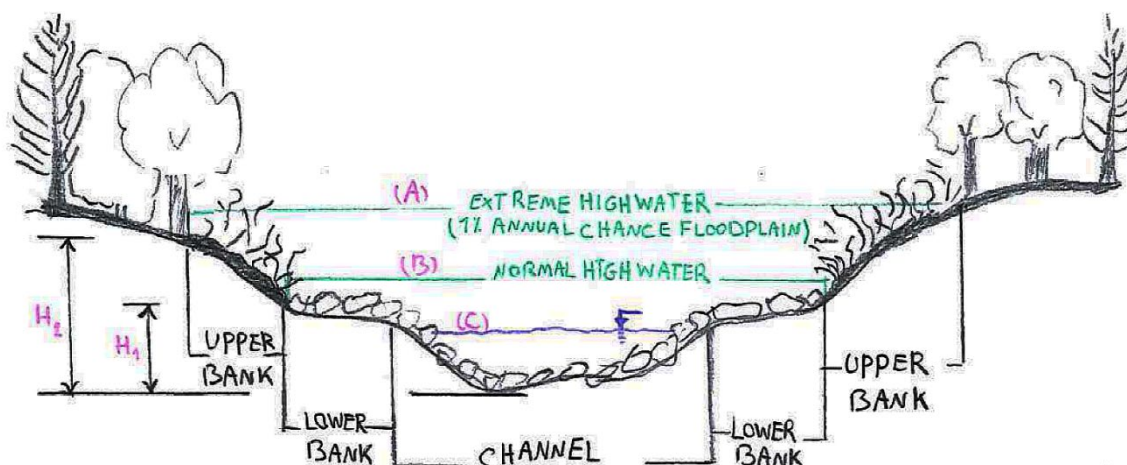 (A) EXTREME HIGHWATER
(1% ANNUAL CHANCE FLOODPLAIN)
(B) NORMAL HIGH WATER
(C)
H2
H1
UPPER
BANK
UPPER
BANK
LOWER
BANK
CHANNEL
LOWER
BANK